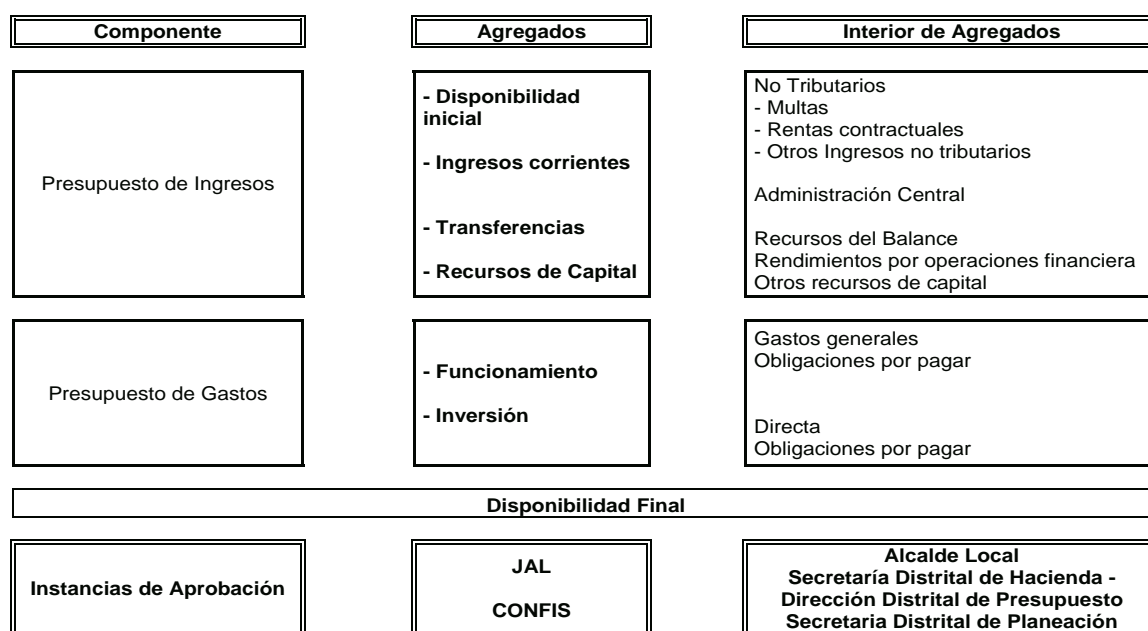 Componente
Agregados
Interior de Agregados
Presupuesto de Ingresos
- Disponibilidad
inicial
- Ingresos corrientes
- Transferencias
- Recursos de Capital
No Tributarios
- Multas
- Rentas contractuales
- Otros Ingresos no tributarios
Administración Central
Recursos del Balance
Rendimientos por operaciones financiera
Otros recursos de capital
Presupuesto de Gastos
- Funcionamiento
- Inversión
Gastos generales
Obligaciones por pagar
Directa
Obligaciones por pagar
Disponibilidad Final
Instancias de Aprobación
JAL
CONFIS
Alcalde Local
Secretaría Distrital de Hacienda -
Dirección Distrital de Presupuesto
Secretaria Distrital de Planeación